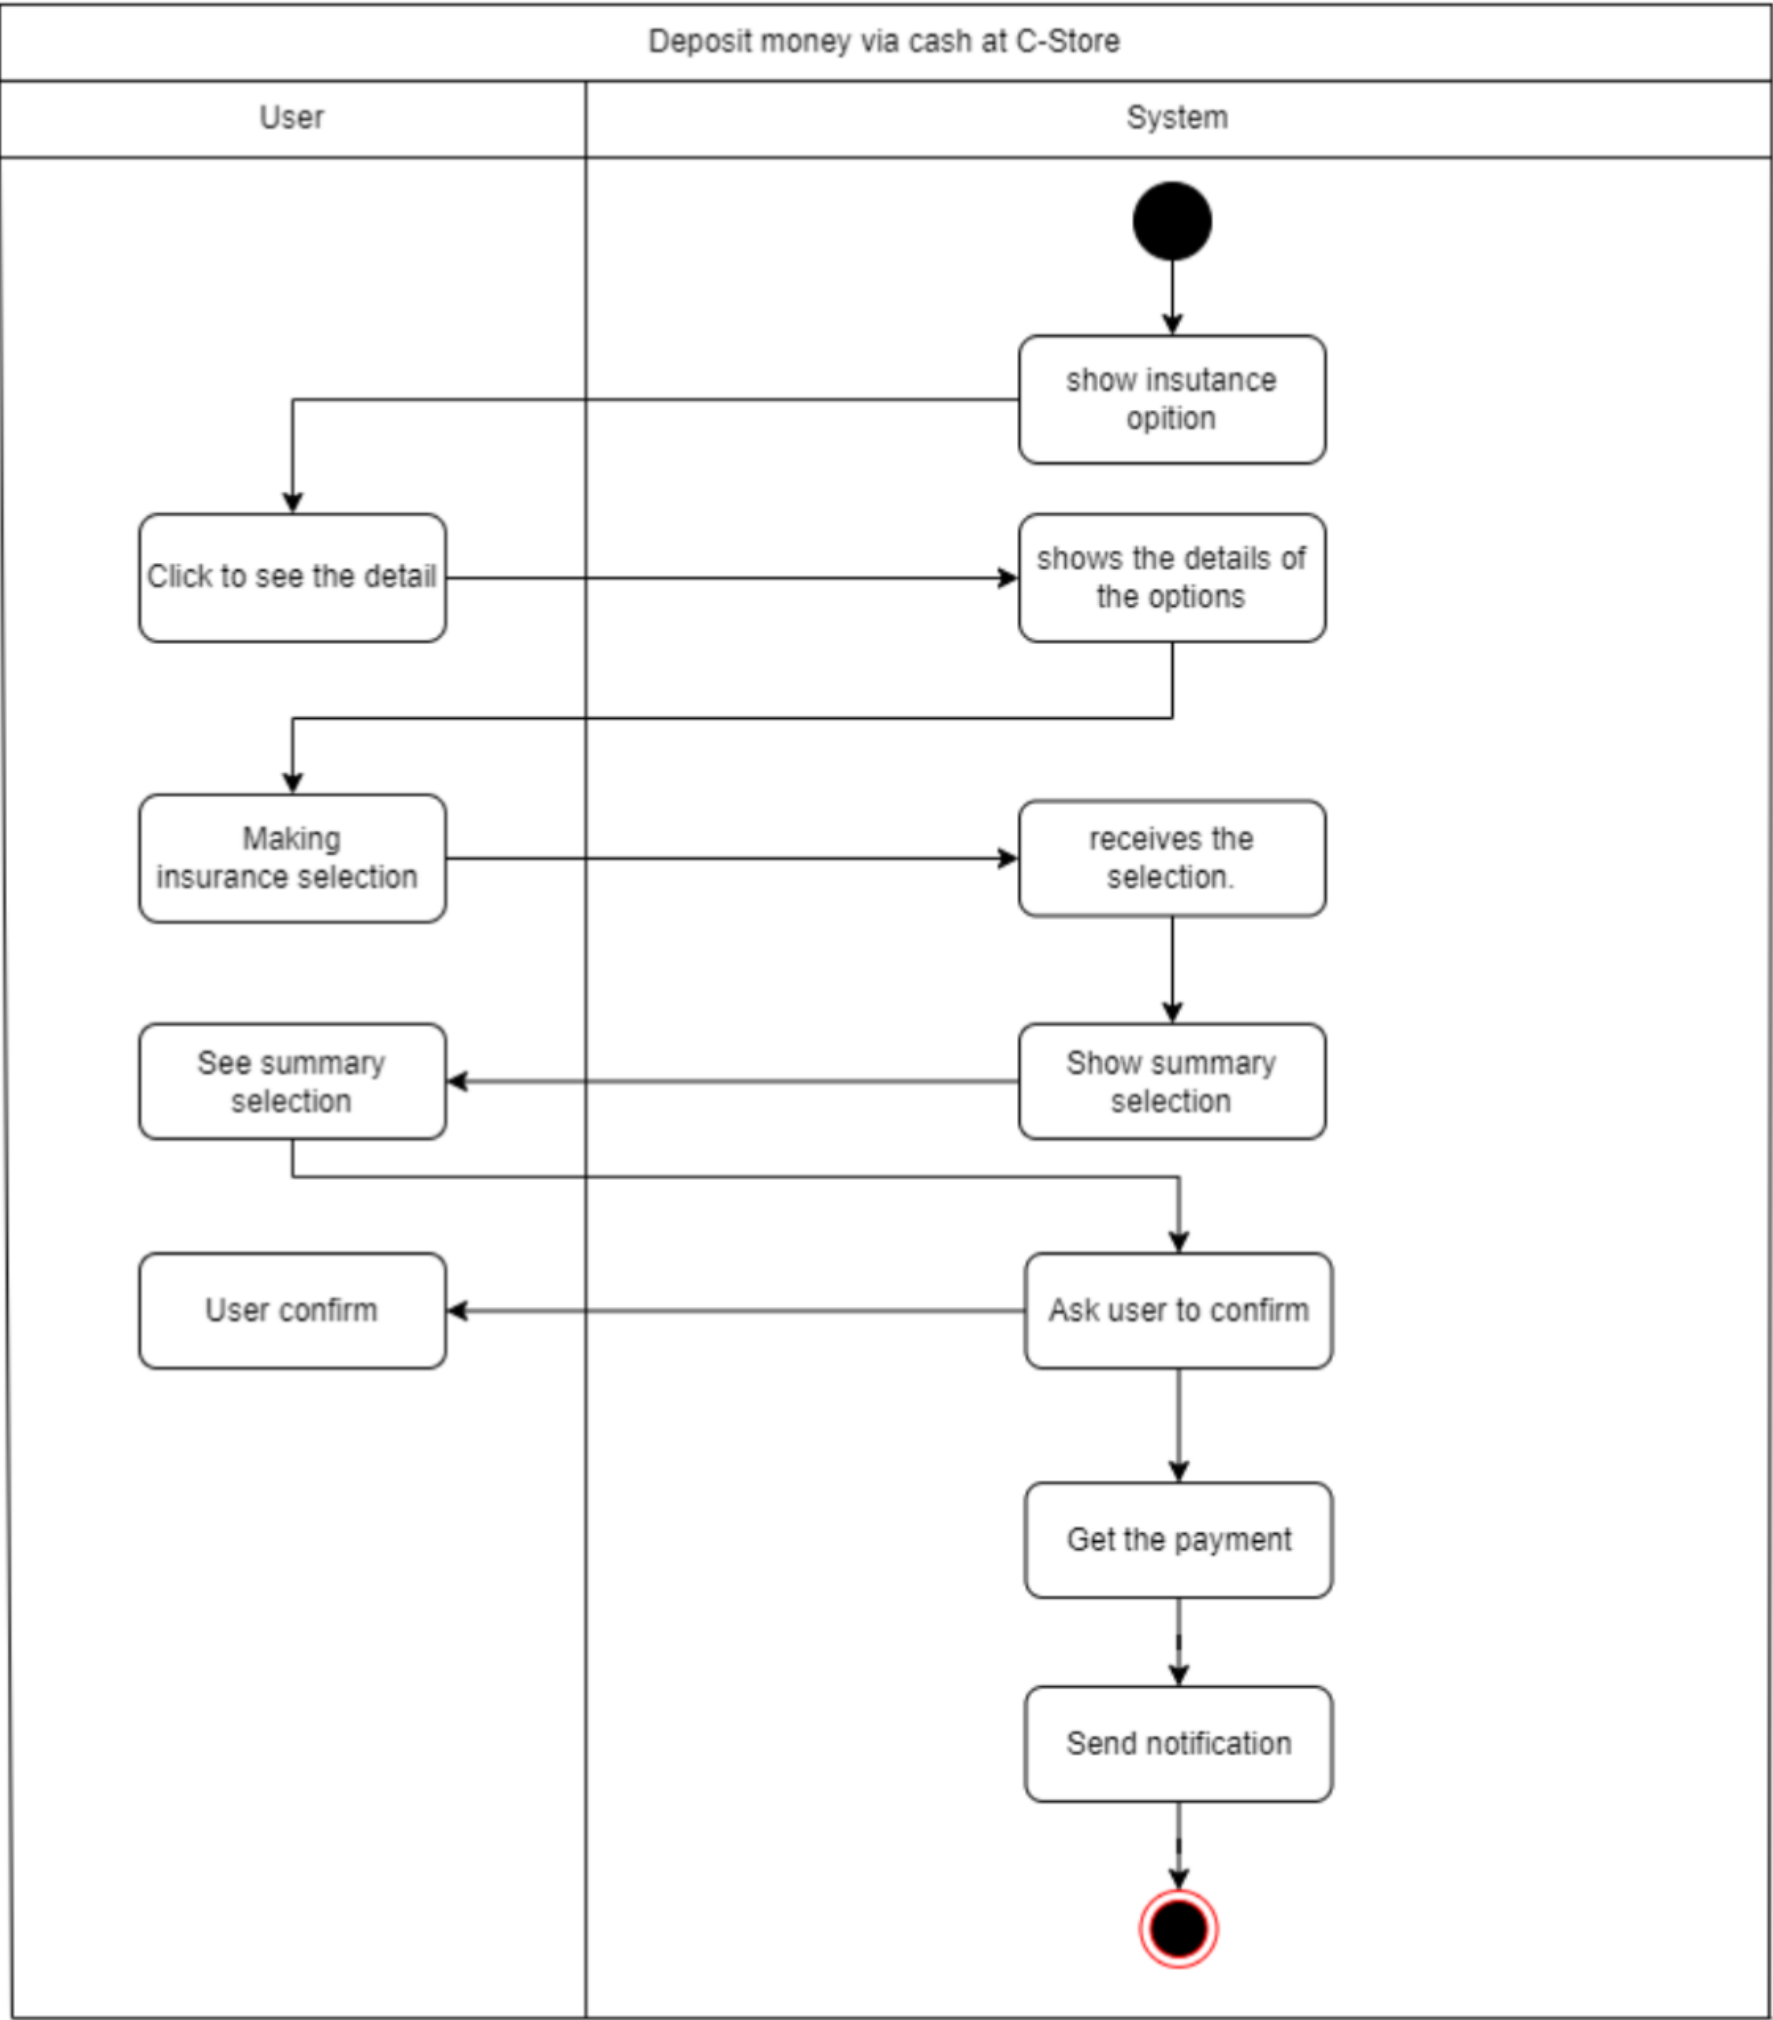 Deposit money via cash at C-Store
User
System
show insutance
opition
Click to see the detail
shows the details of
the options
Making
insurance selection
receives the
selection.
See summary
selection
Show summary
selection
User confirm
Ask user to confirm
Get the payment
Send notification